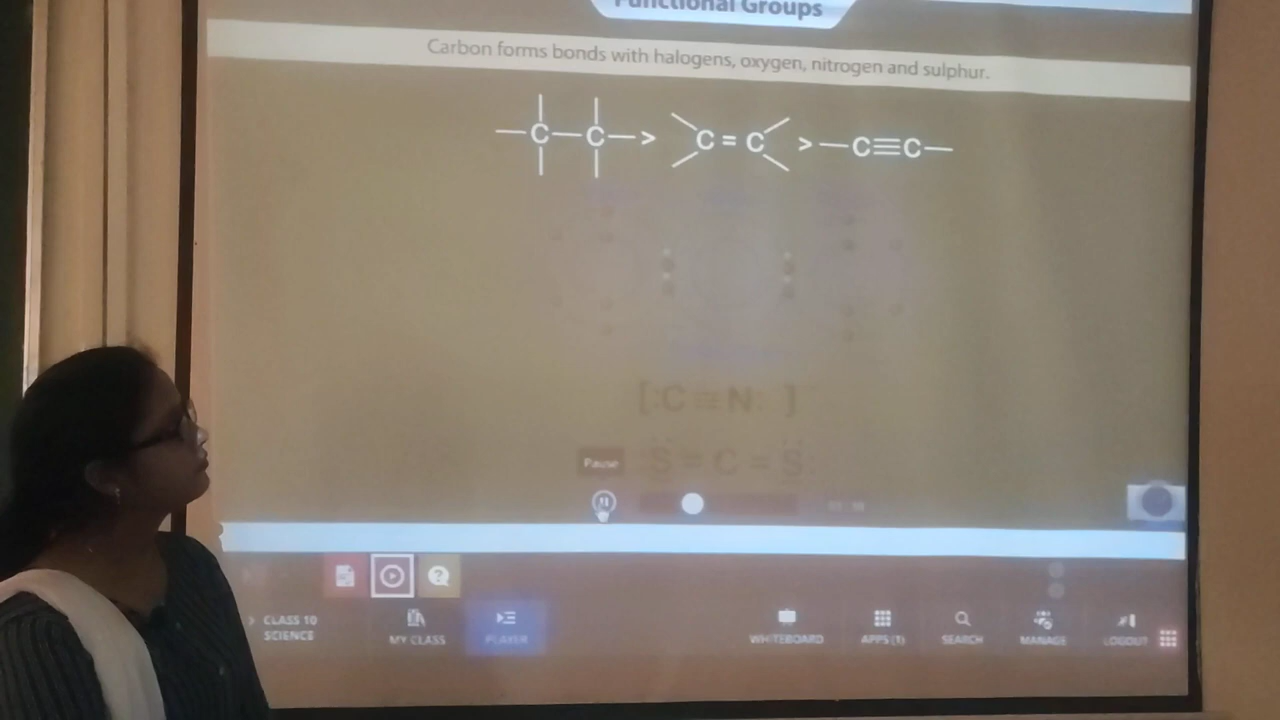 Functional Groups
Carbon forms bonds with halogens, oxygen, nitrogen and sulphur.
C—C > C=C > —C≡C—
[:C≡N: ]
S=C=S
Pause
CLASS 10
SCIENCE
MY CLASS
PLAYER
WHITEBOARD
APPS (1)
SEARCH
MANAGE
LOGOUT